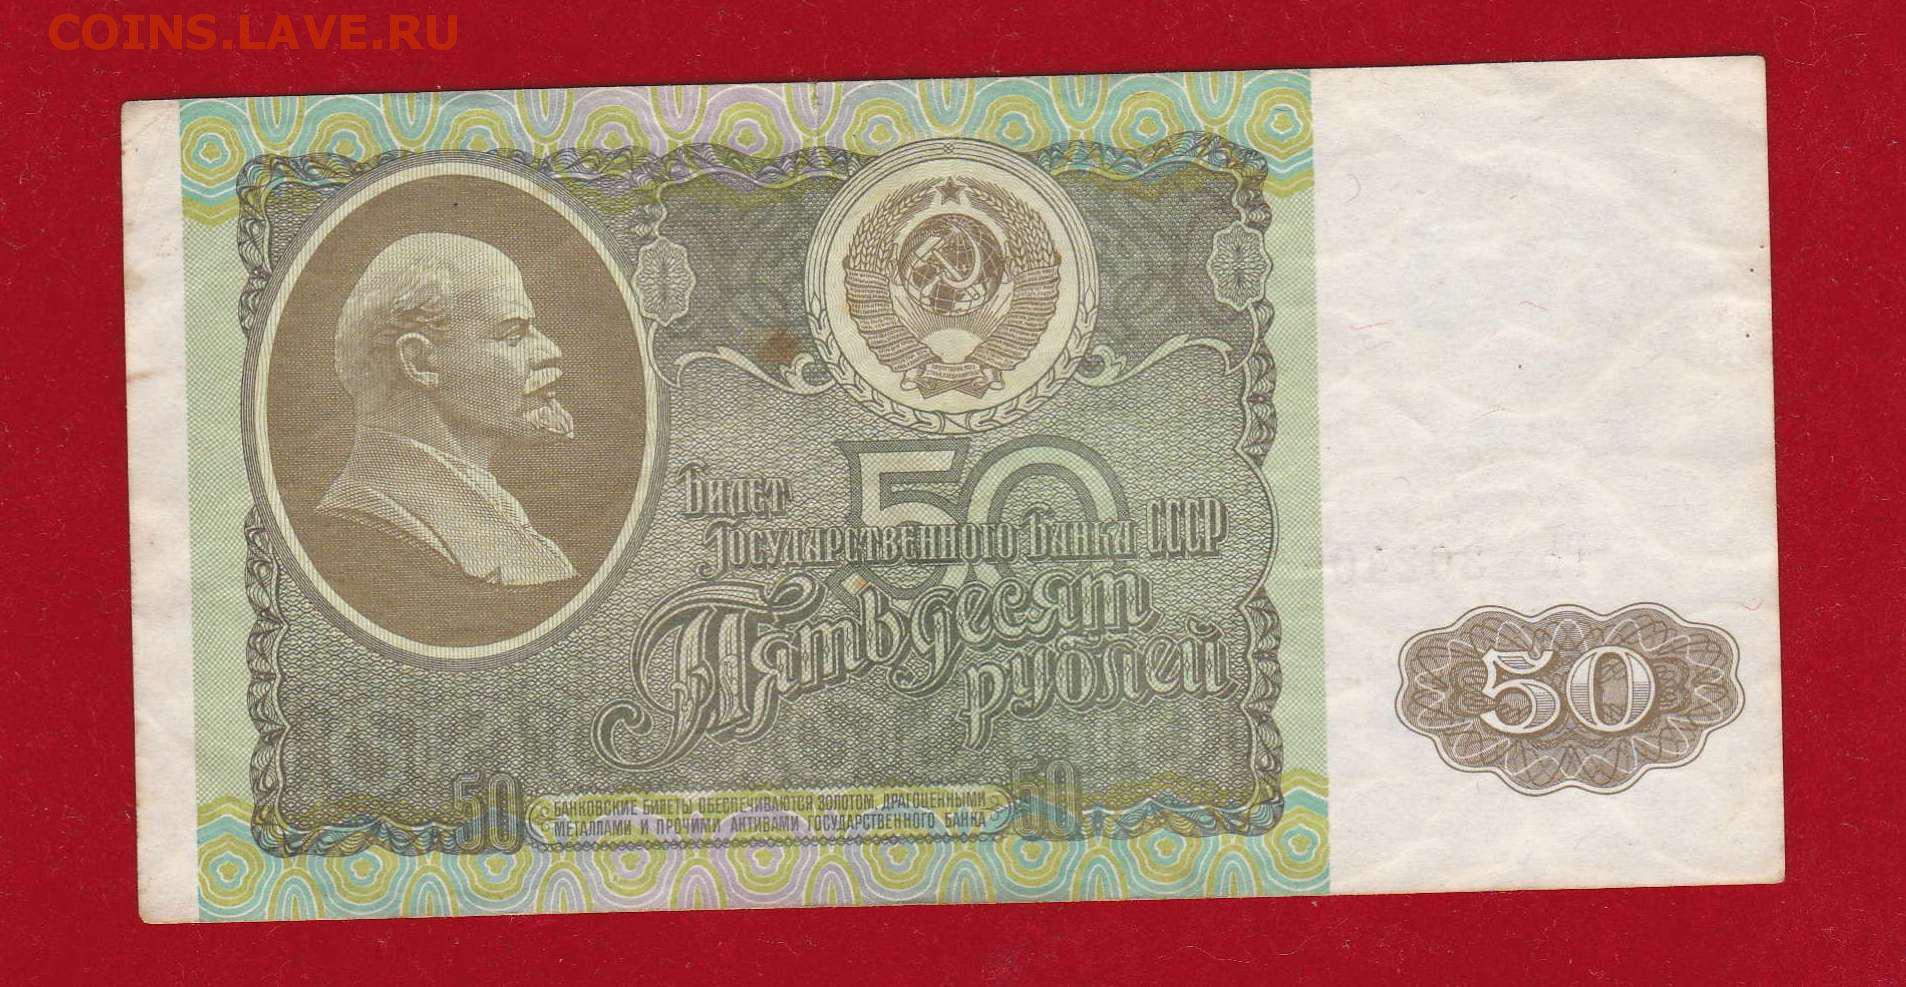 COINS.LAVE.RU
50
Билет
Государственного Банка СССР
Пятьдесят
рублей
50
50
БАНКОВСКИЕ БИЛЕТЫ ОБЕСПЕЧИВАЮТСЯ ЗОЛОТОМ, ДРАГОЦЕННЫМИ
МЕТАЛЛАМИ И ПРОЧИМИ АКТИВАМИ ГОСУДАРСТВЕННОГО БАНКА
50